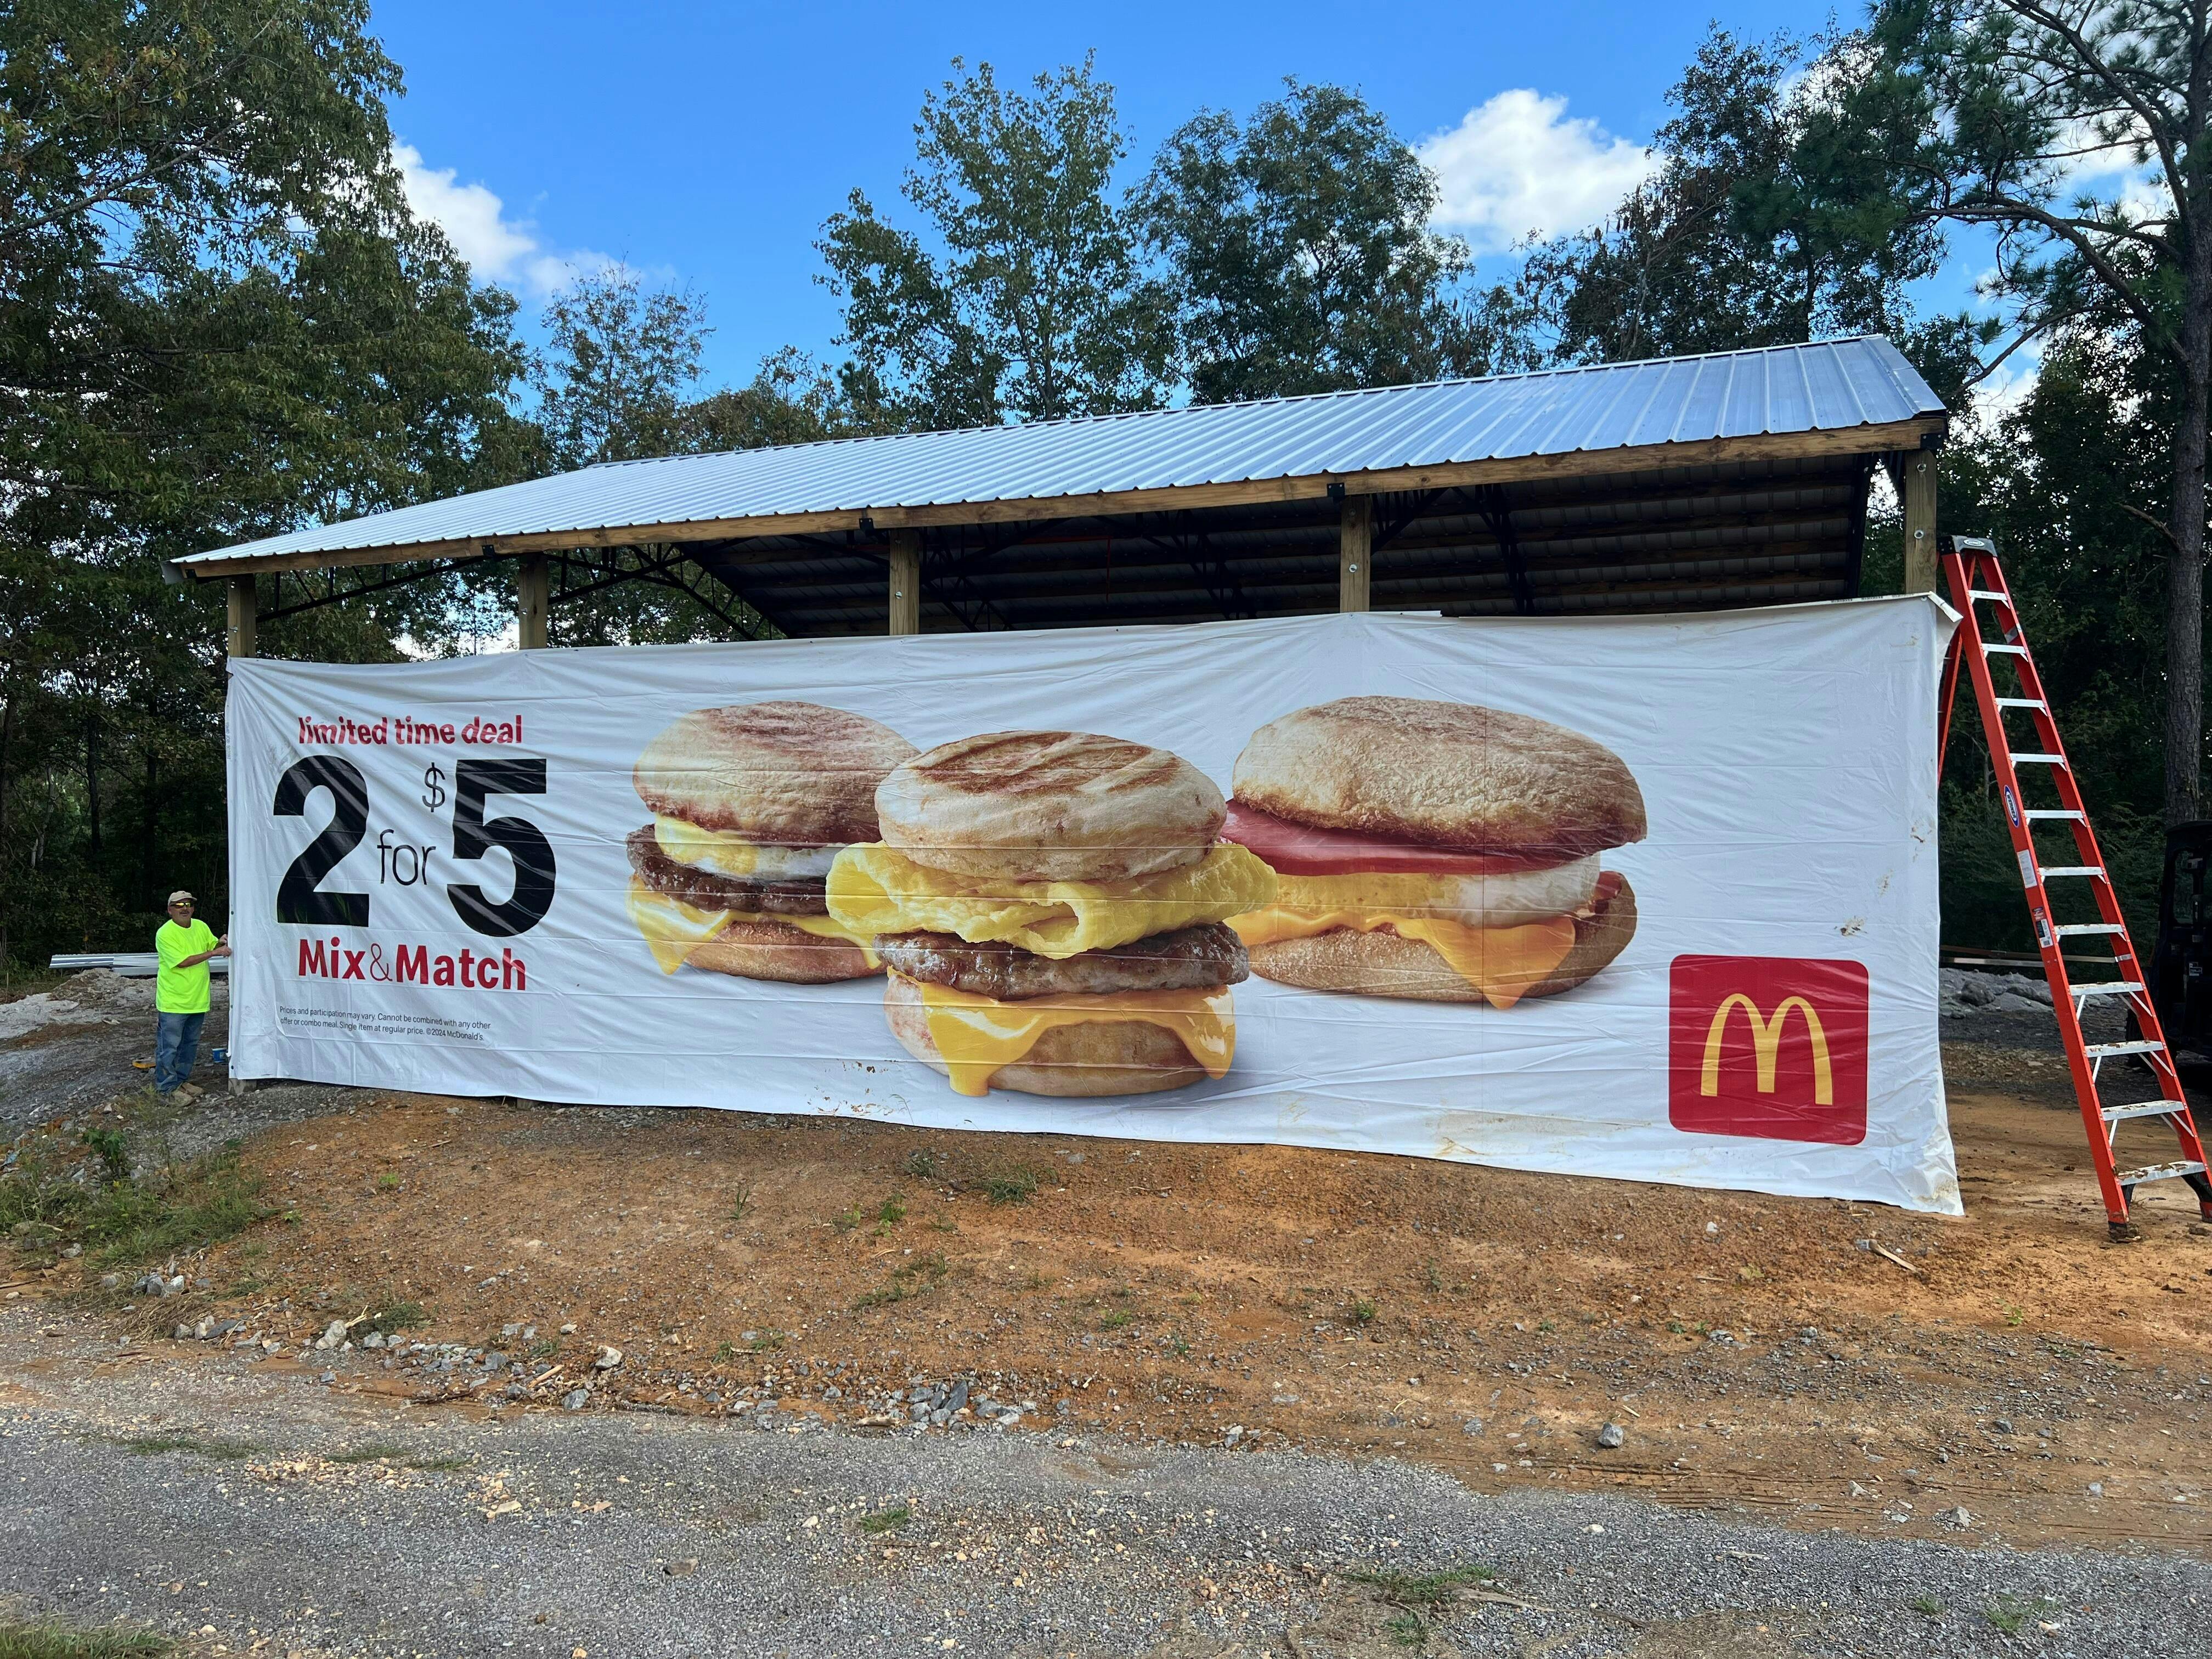 limited time deal
2 for $5
Mix&Match
Prices and participation may vary. Cannot be combined with any other
offer or combo meal. Single item at regular price. ©2024 McDonald's